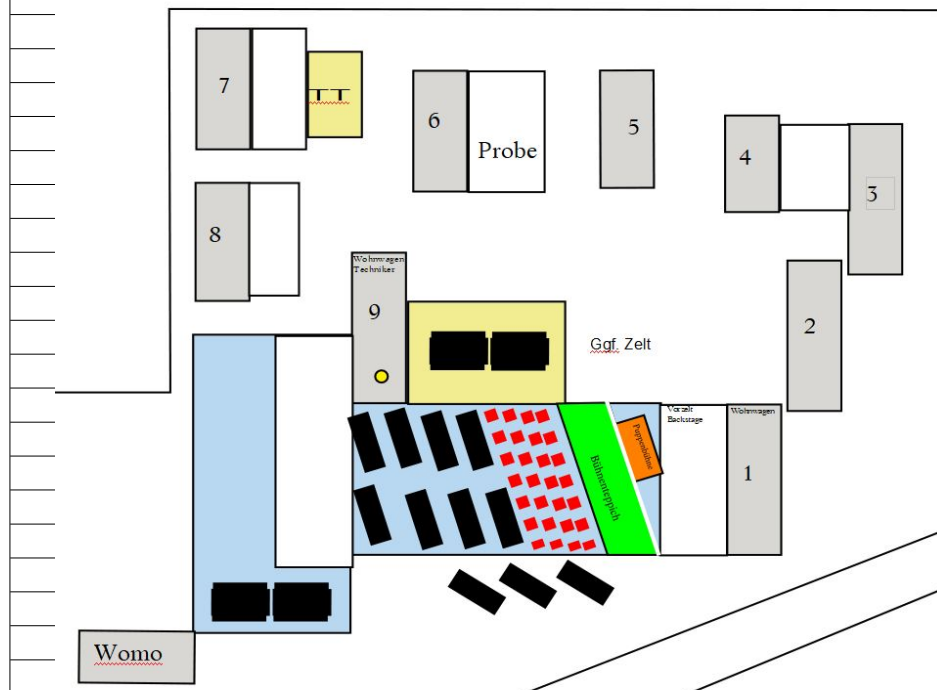 7
TT
6
Probe
5
4
3
8
Wohnwagen
Techniker
9
2
Ggf. Zelt
Vorzelt
Backstage
Wohnwagen
Puppenbühne
Bühnenteppich
1
Womo